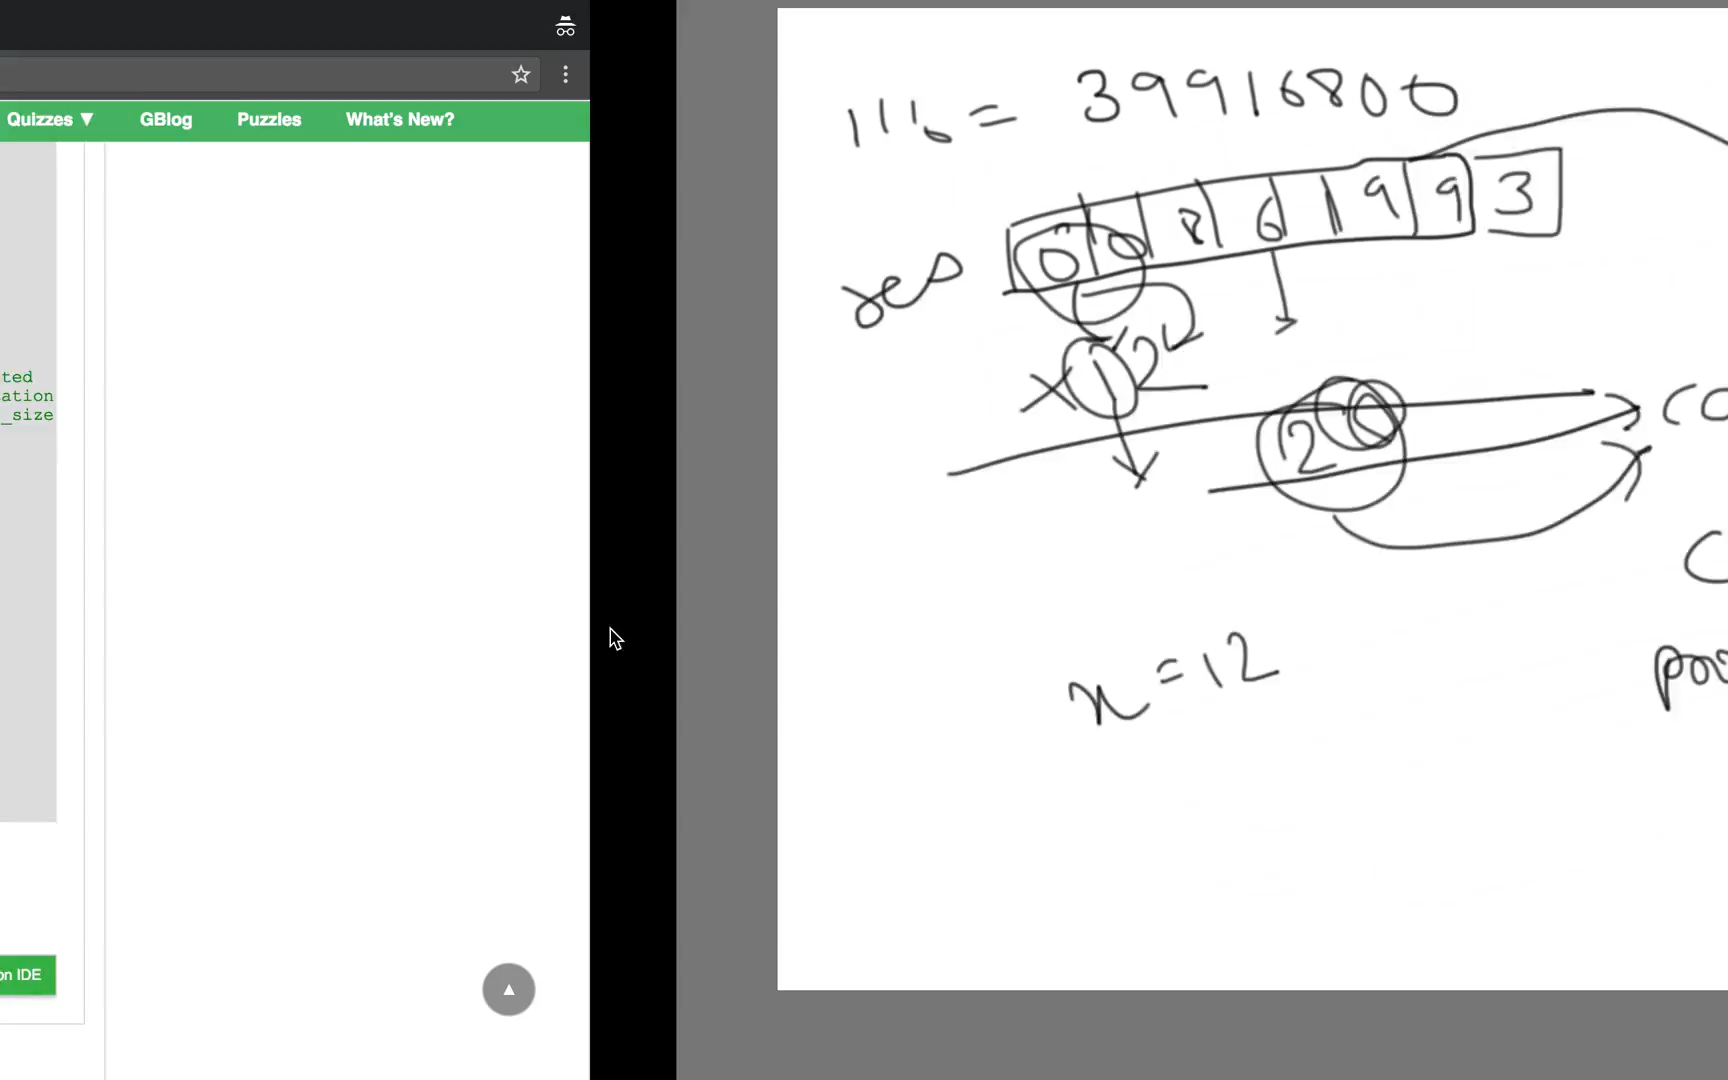 Quizzes ▼ GBlog Puzzles What's New?
ted
ation
_size
on IDE
▲
11! = 39916800
res 0 0 8 6 1 9 9 3
x 12
20
x = 12